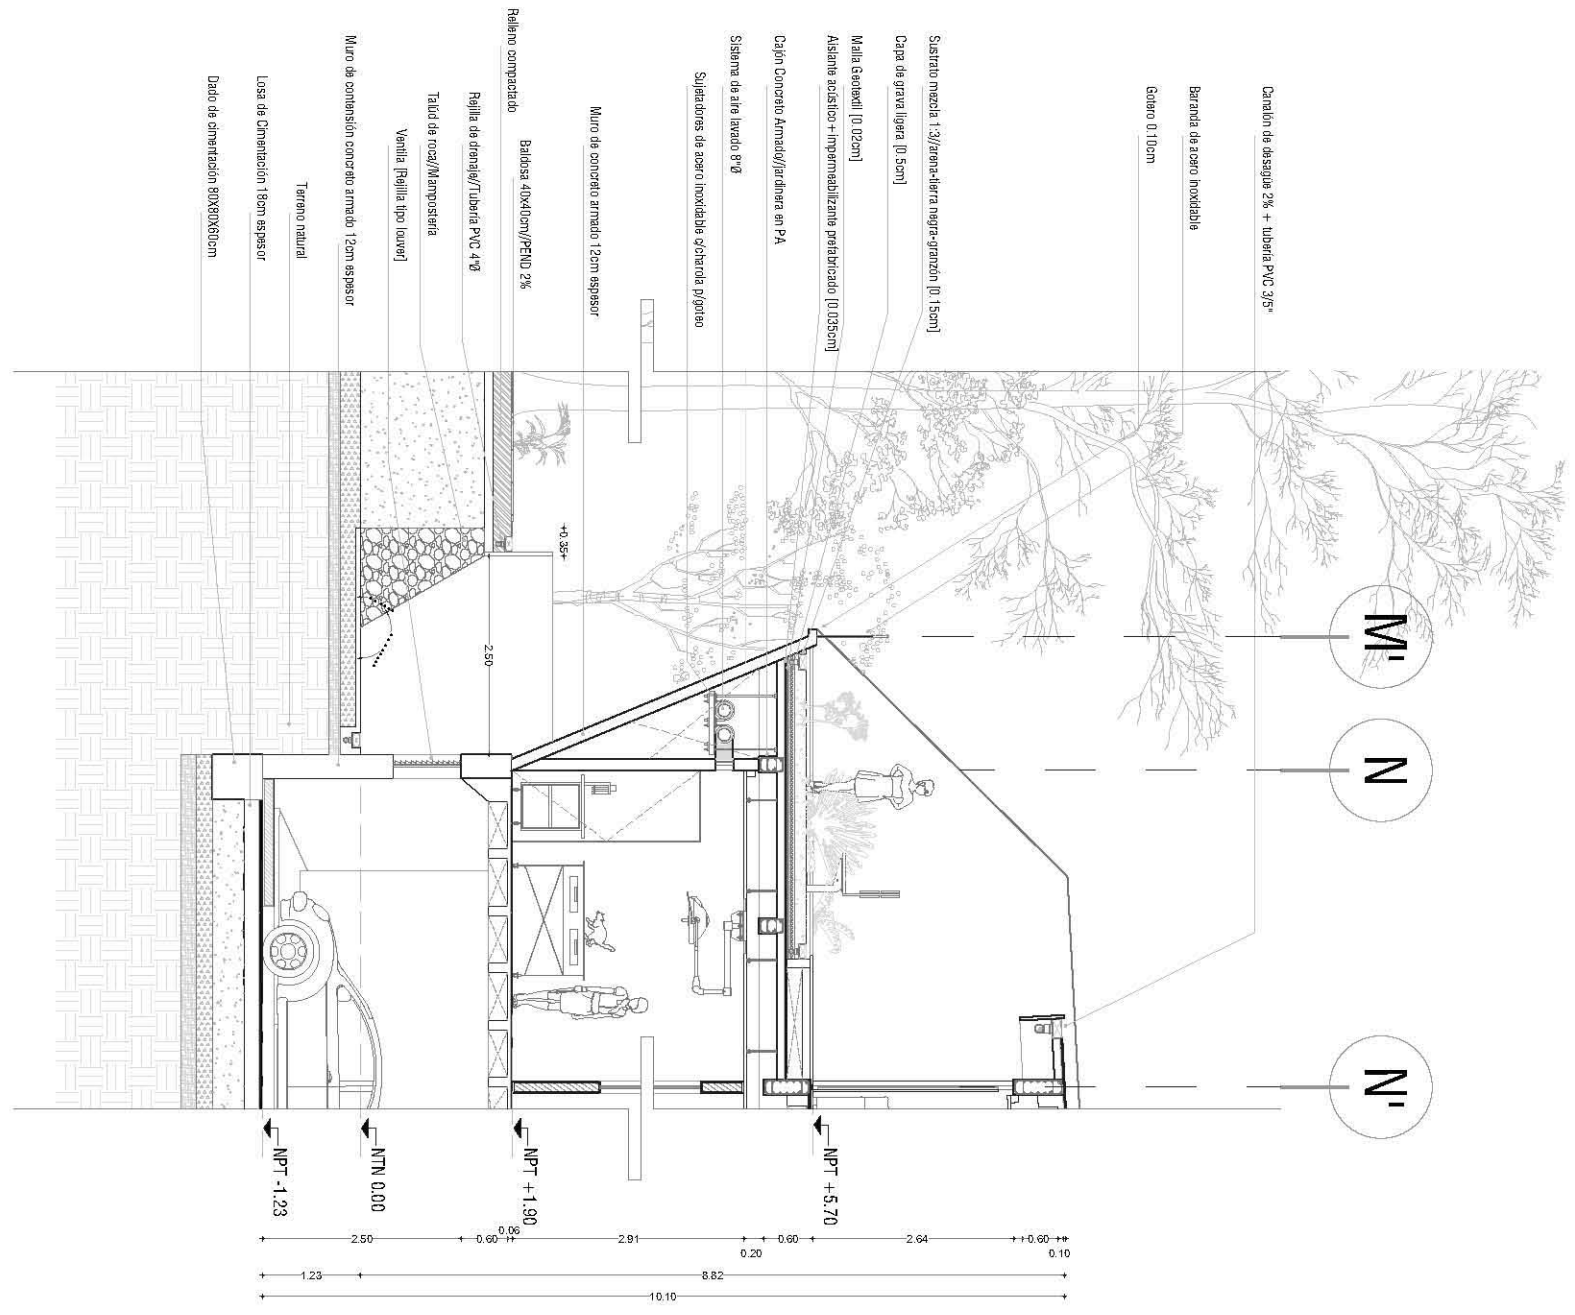 Canalón de desagüe 2% + tubería PVC 3/5"
Baranda de acero inoxidable
Gotero 0.10cm
Sustrato mezcla 1:3//arena-tierra negra-granzón [0.15cm]
Capa de grava ligera [0.5cm]
Malla Geotextil [0.02cm]
Aislante acústico + impermeabilizante prefabricado [0.035cm]
Cajón Concreto Armado//jardinera en PA
Sistema de aire lavado 8"Ø
Sujetadores de acero inoxidable c/charola p/goteo
Muro de concreto armado 12cm espesor
Baldosa 40x40cm//PEND 2%
Relleno compactado
Rejilla de drenaje//Tubería PVC 4"Ø
Talúd de roca//Mampostería
Ventila [Rejilla tipo louver]
Muro de contensión concreto armado 12cm espesor
Terreno natural
Losa de Cimentación 18cm espesor
Dado de cimentación 80X80X60cm
M'
N
N'
+0.35+
2.50
NPT +5.70
NPT +1.90
NTN 0.00
NPT -1.23
2.50
0.60
0.06
2.91
0.20
0.60
2.64
0.60
0.10
1.23
8.82
10.10